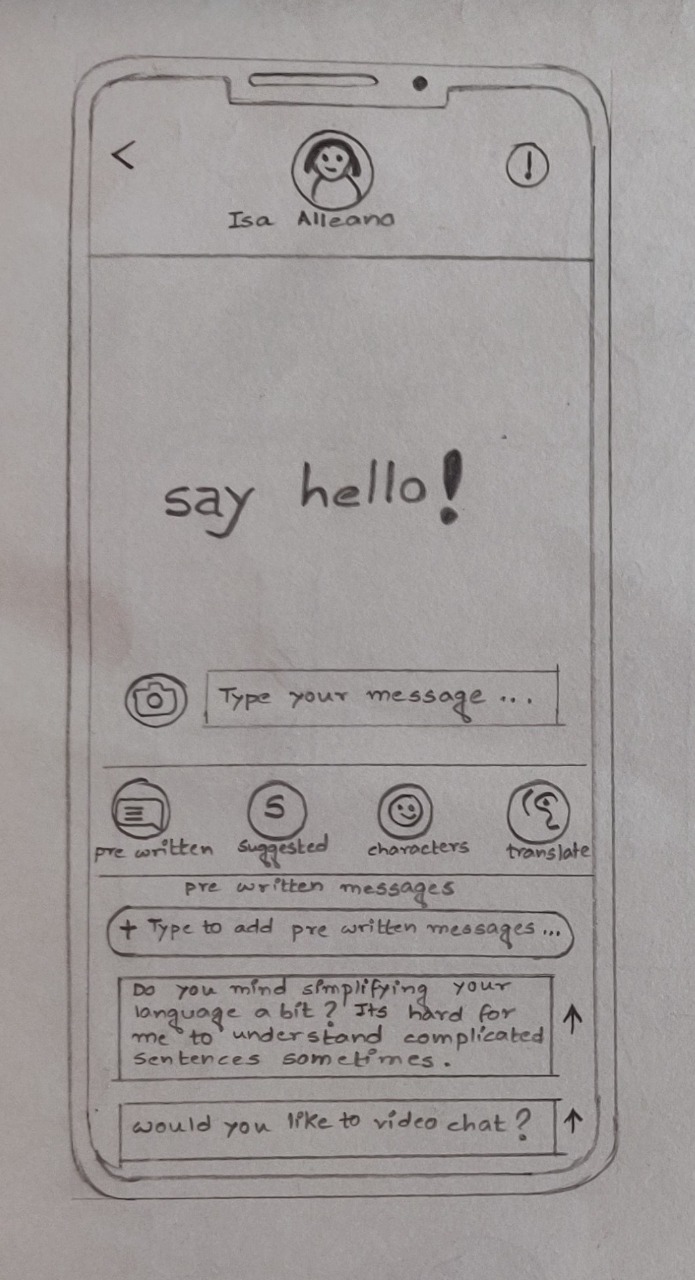 <
!
Isa Alleano
say hello!
Type your message ...
S
pre written suggested characters translate
pre written messages
+ Type to add pre written messages...
Do you mind simplifying your
language a bit? Its hard for
me to understand complicated
sentences sometimes.
would you like to video chat?